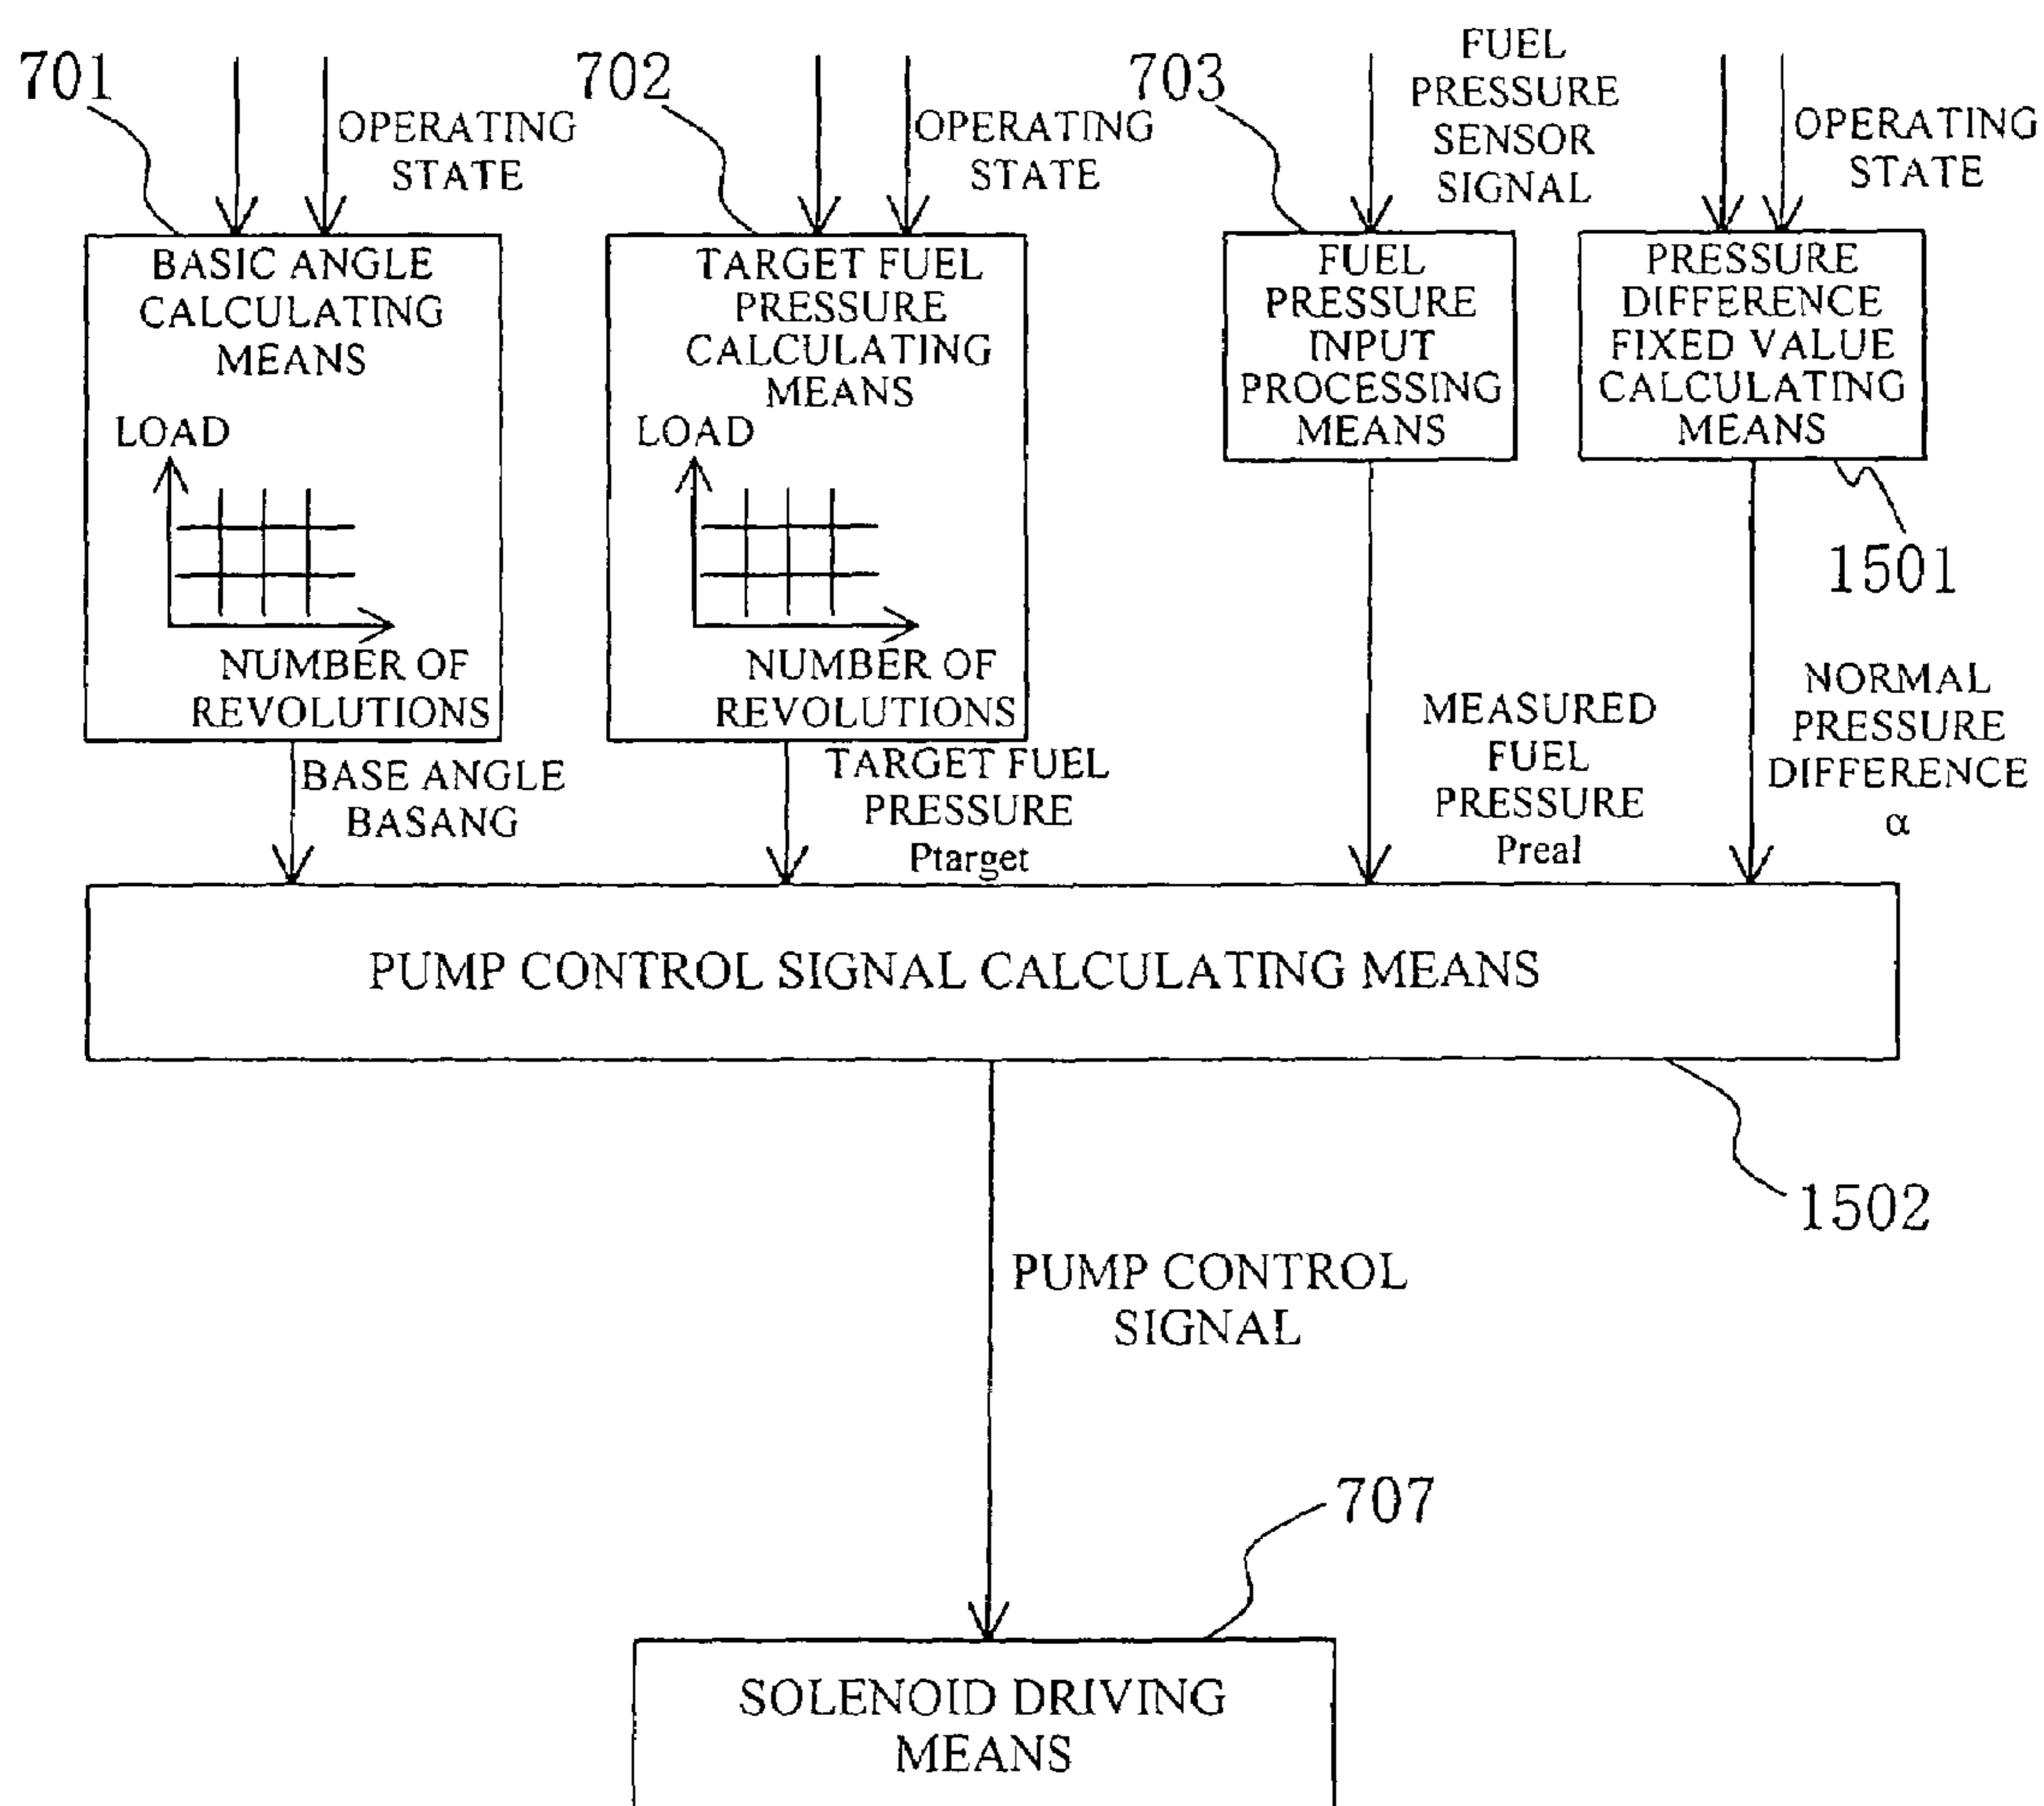 701
OPERATING
STATE
702
OPERATING
STATE
703
FUEL
PRESSURE
SENSOR
SIGNAL
OPERATING
STATE
BASIC ANGLE
CALCULATING
MEANS
LOAD
NUMBER OF
REVOLUTIONS
TARGET FUEL
PRESSURE
CALCULATING
MEANS
LOAD
NUMBER OF
REVOLUTIONS
FUEL
PRESSURE
INPUT
PROCESSING
MEANS
PRESSURE
DIFFERENCE
FIXED VALUE
CALCULATING
MEANS
1501
BASE ANGLE
BASANG
TARGET FUEL
PRESSURE
Ptarget
MEASURED
FUEL
PRESSURE
Preal
NORMAL
PRESSURE
DIFFERENCE
α
PUMP CONTROL SIGNAL CALCULATING MEANS
1502
PUMP CONTROL
SIGNAL
707
SOLENOID DRIVING
MEANS